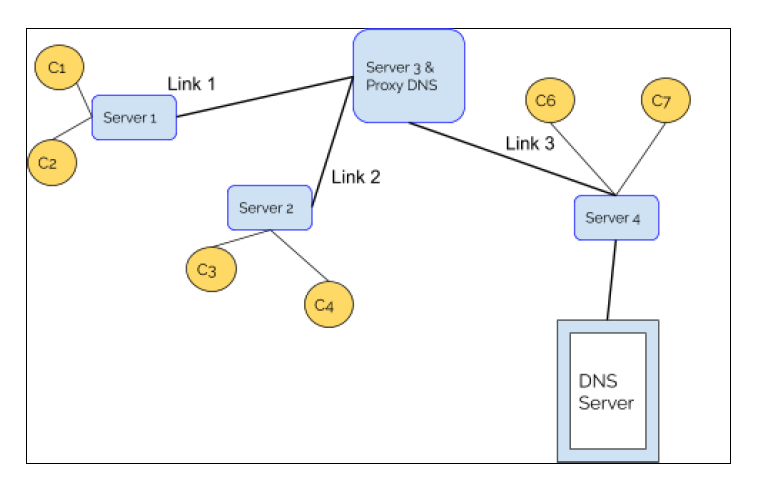 C1
Link 1
Server 3 &
Proxy DNS
C6
C7
Server 1
Link 3
C2
Link 2
Server 2
Server 4
C3
C4
DNS
Server